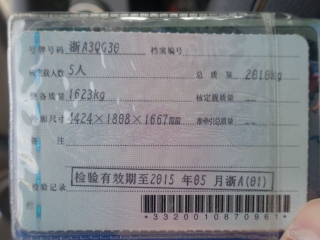 号牌号码 浙A3QG30 档案编号
核定载人数 5人 总质量 2010kg
整备质量 1623kg 核定载质量 --
外廓尺寸 4424×1808×1667mm 准牵引总质量 --
备注
检验有效期至2015 年05 月浙A(01)
检验记录
*3320010870961*